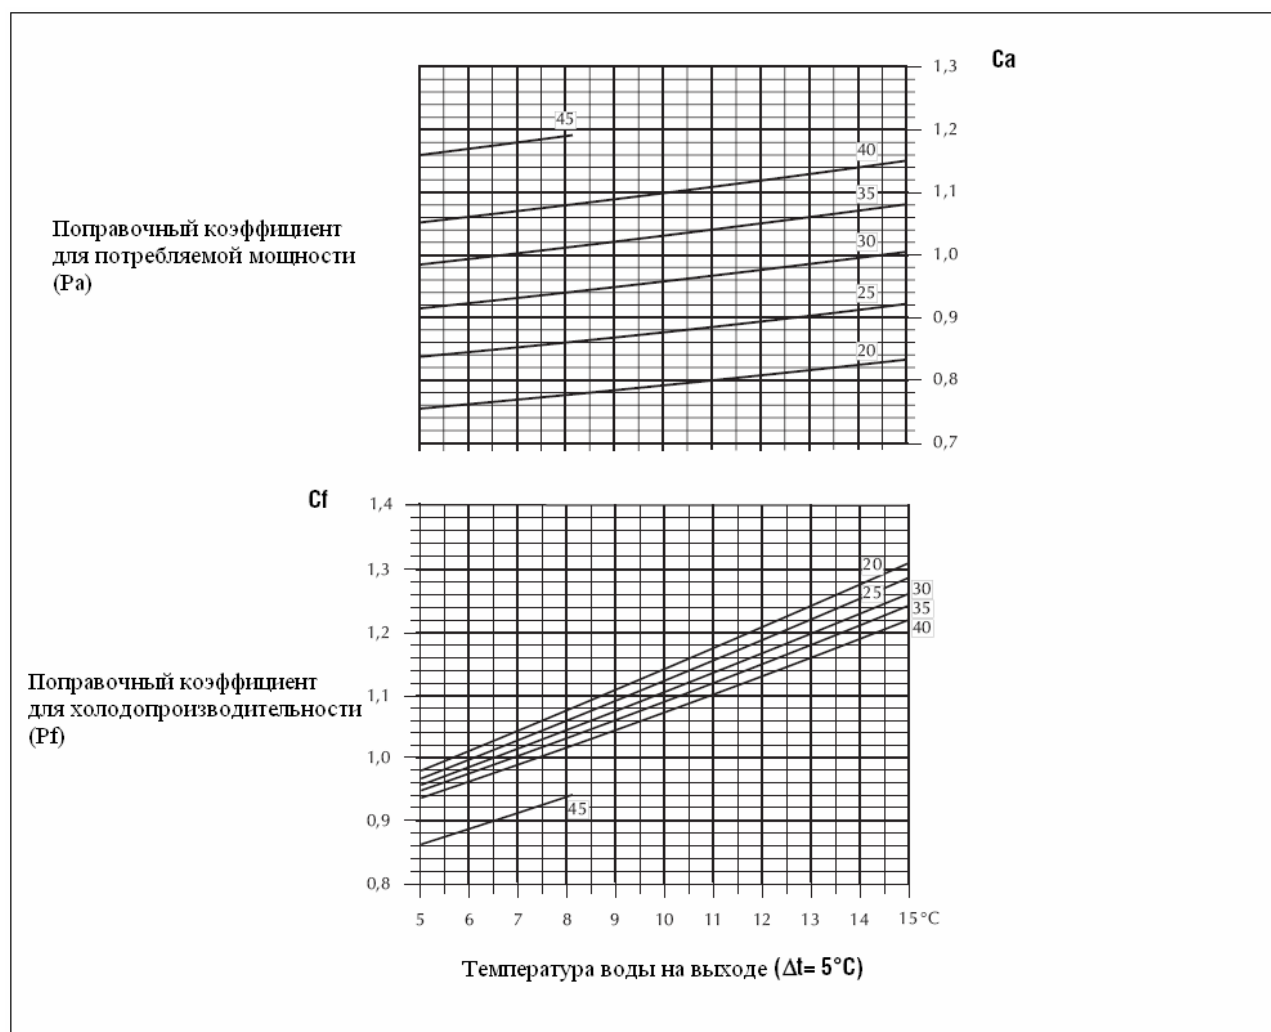 Ca
1,3
45
1,2
40
1,1
35
Поправочный коэффициент
для потребляемой мощности
(Pa)
30
1,0
25
0,9
20
0,8
0,7
Cf
1,4
1,3
20
25
30
35
40
1,2
Поправочный коэффициент
для холодопроизводительности
(Pf)
1,1
1,0
0,9
45
0,8
5 6 7 8 9 10 11 12 13 14 15°C
Температура воды на выходе (Δt= 5°C)